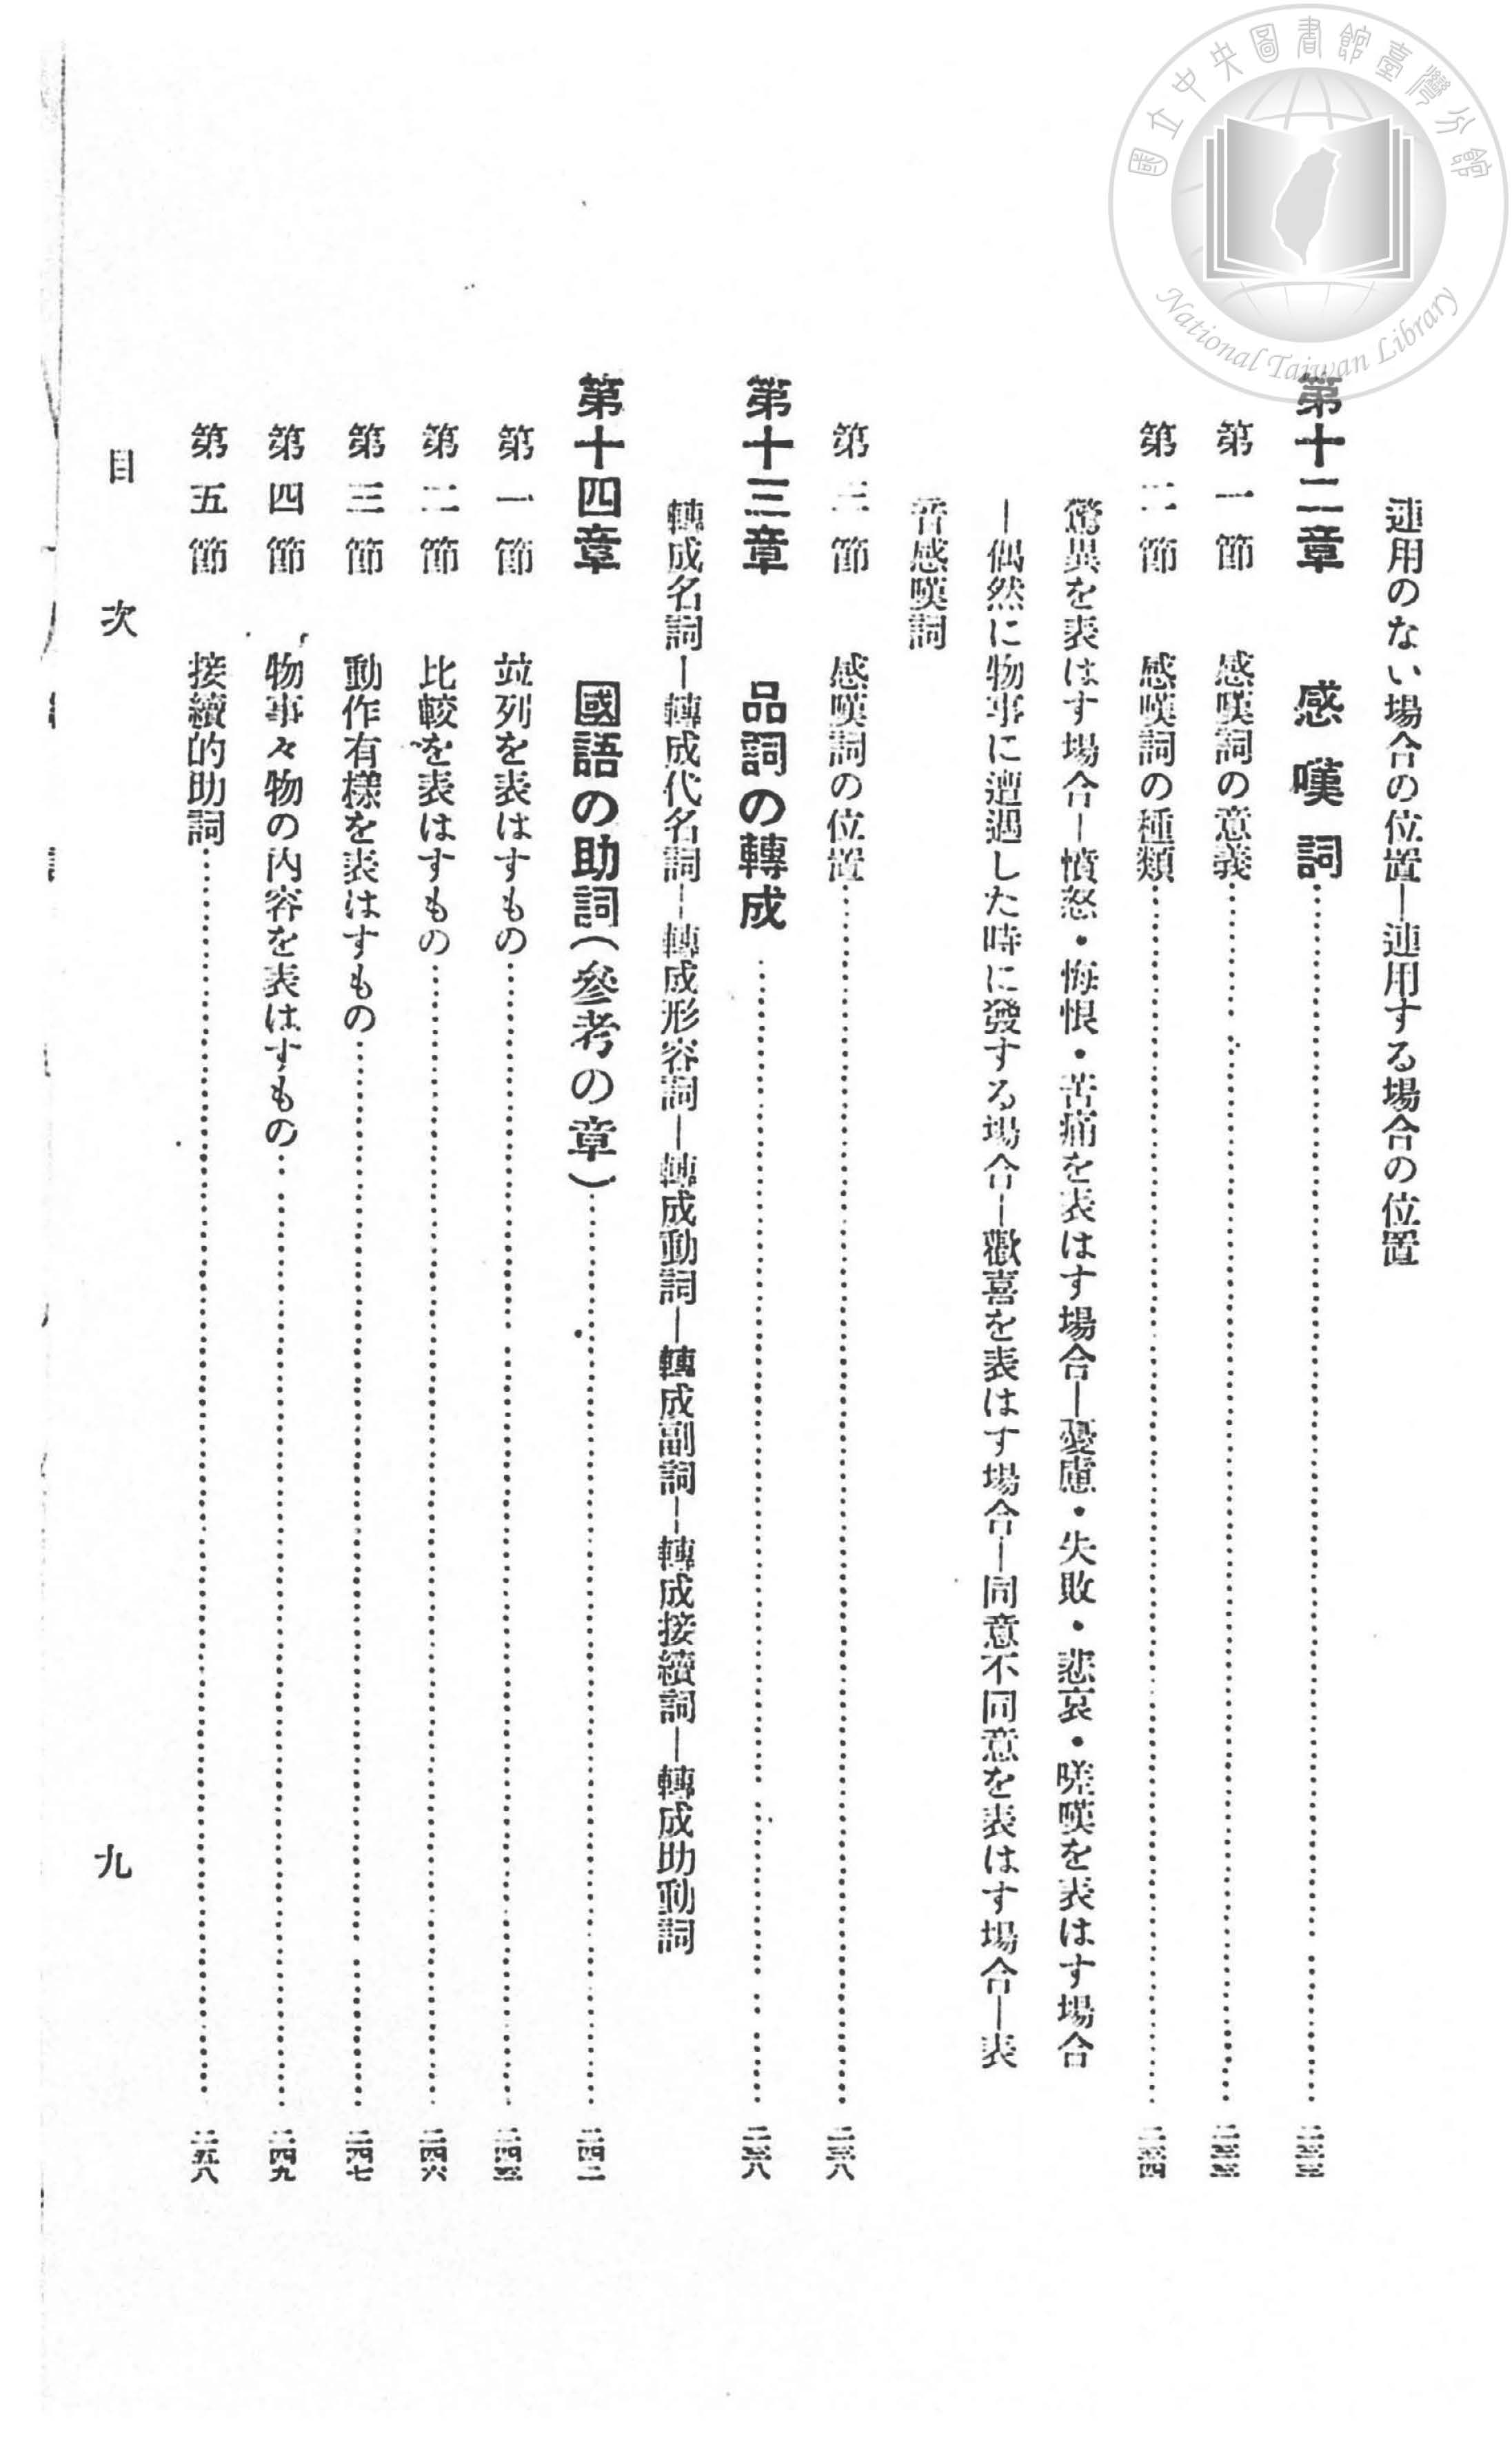 國立中央圖書館臺灣分館
National Taiwan Library
連用のない場合の位置―連用する場合の位置
第十二章 感嘆詞……二三三
第一節 感嘆詞の意義……二三三
第二節 感嘆詞の種類……二三四
驚異を表はす場合―憤怒・悔恨・苦痛を表はす場合―憂慮・失敗・悲哀・嗟嘆を表はす場合
―偶然に物事に遭遇した時に發する場合―歡喜を表はす場合―同意不同意を表はす場合―表
音感嘆詞
第三節 感嘆詞の位置……二三八
第十三章 品詞の轉成……二三八
轉成名詞―轉成代名詞―轉成形容詞―轉成動詞―轉成副詞―轉成接續詞―轉成助動詞
第十四章 國語の助詞(參考の章)……二四二
第一節 竝列を表はすもの……二四五
第二節 比較を表はすもの……二四六
第三節 動作有樣を表はすもの……二四七
第四節 物事々物の内容を表はすもの……二四九
第五節 接續的助詞……二五八
目次
九